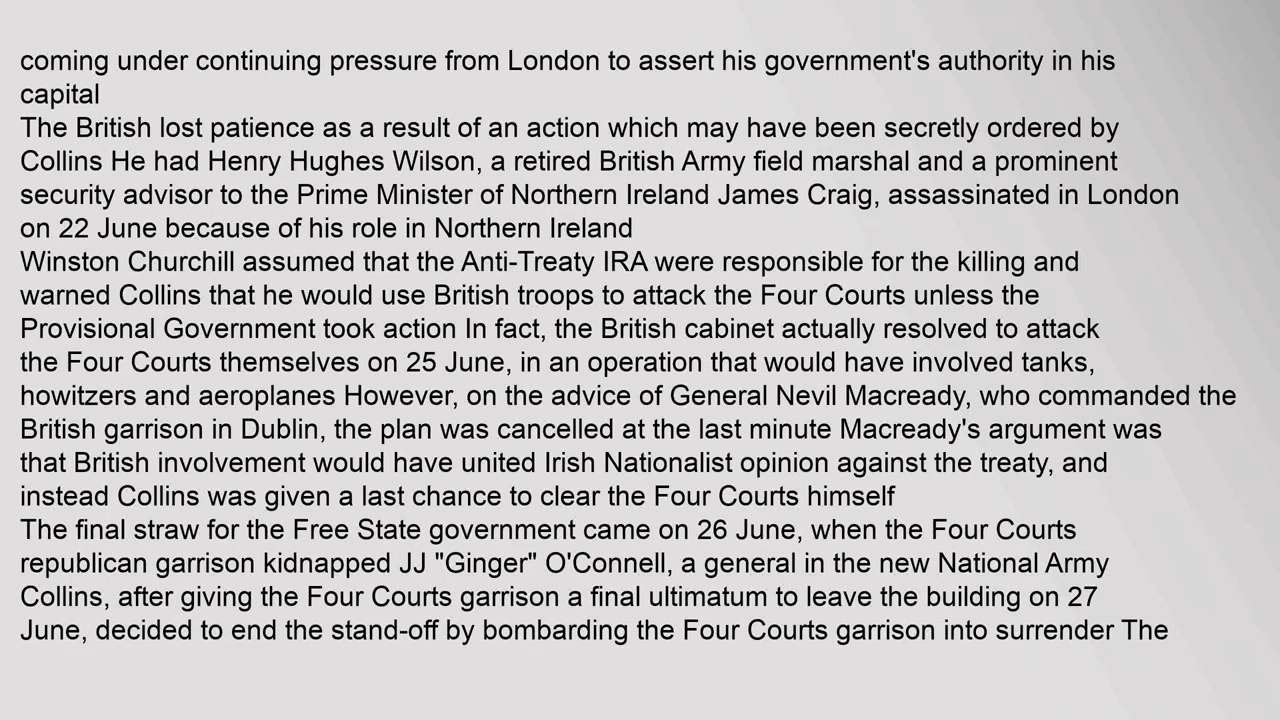 coming under continuing pressure from London to assert his government's authority in his
capital
The British lost patience as a result of an action which may have been secretly ordered by
Collins He had Henry Hughes Wilson, a retired British Army field marshal and a prominent
security advisor to the Prime Minister of Northern Ireland James Craig, assassinated in London
on 22 June because of his role in Northern Ireland
Winston Churchill assumed that the Anti-Treaty IRA were responsible for the killing and
warned Collins that he would use British troops to attack the Four Courts unless the
Provisional Government took action In fact, the British cabinet actually resolved to attack
the Four Courts themselves on 25 June, in an operation that would have involved tanks,
howitzers and aeroplanes However, on the advice of General Nevil Macready, who commanded the
British garrison in Dublin, the plan was cancelled at the last minute Macready's argument was
that British involvement would have united Irish Nationalist opinion against the treaty, and
instead Collins was given a last chance to clear the Four Courts himself
The final straw for the Free State government came on 26 June, when the Four Courts
republican garrison kidnapped JJ "Ginger" O'Connell, a general in the new National Army
Collins, after giving the Four Courts garrison a final ultimatum to leave the building on 27
June, decided to end the stand-off by bombarding the Four Courts garrison into surrender The